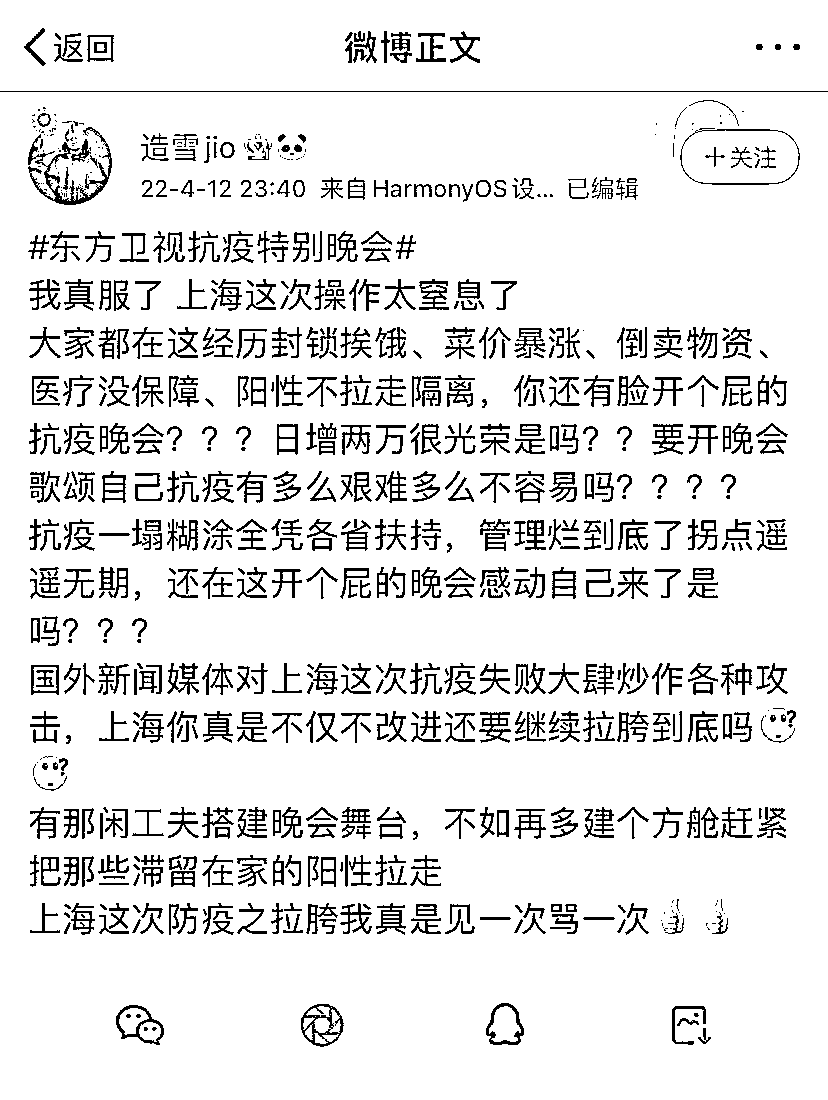 返回
微博正文
造雪jio
22-4-12 23:40 来自HarmonyOS设... 已编辑
+关注
#东方卫视抗疫特别晚会#
我真服了 上海这次操作太窒息了
大家都在这经历封锁挨饿、菜价暴涨、倒卖物资、
医疗没保障、阳性不拉走隔离，你还有脸开个屁的
抗疫晚会？？？日增两万很光荣是吗？？要开晚会
歌颂自己抗疫有多么艰难多么不容易吗？？？？
抗疫一塌糊涂全凭各省扶持，管理烂到底了拐点遥
遥无期，还在这开个屁的晚会感动自己来了是
吗？？？
国外新闻媒体对上海这次抗疫失败大肆炒作各种攻
击，上海你真是不仅不改进还要继续拉胯到底吗
有那闲工夫搭建晚会舞台，不如再多建个方舱赶紧
把那些滞留在家的阳性拉走
上海这次防疫之拉胯我真是见一次骂一次